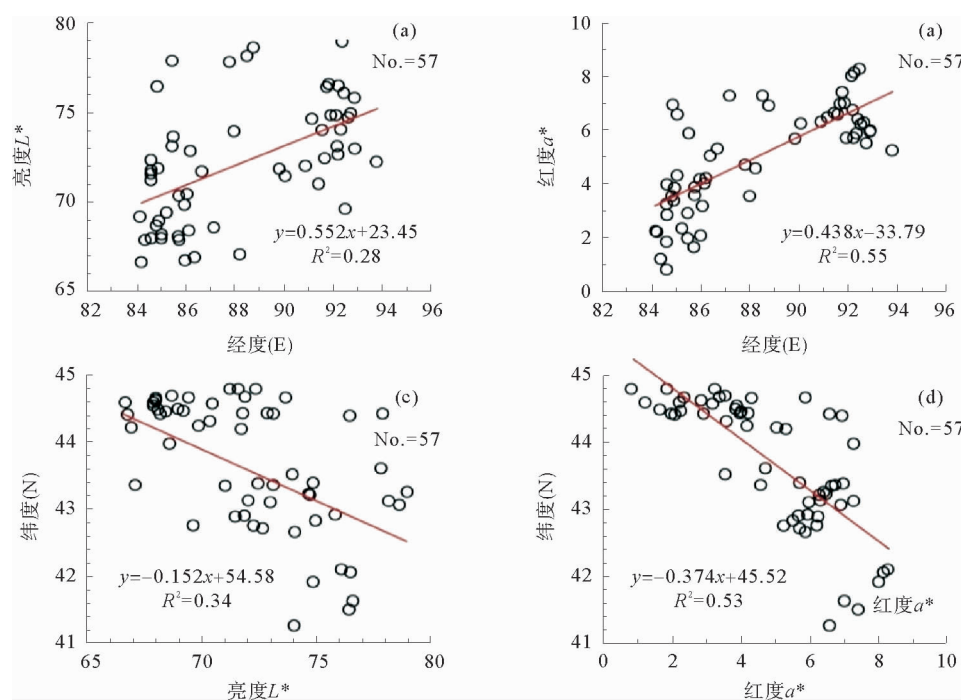 80
75
70
65
亮度L*
(a)
No.=57
y=0.552x+23.45
R²=0.28
82 84 86 88 90 92 94 96
经度(E)
10
8
6
4
2
0
红度a*
(a)
No.=57
y=0.438x−33.79
R²=0.55
82 84 86 88 90 92 94 96
经度(E)
45
44
43
42
41
纬度(N)
(c)
No.=57
y=−0.152x+54.58
R²=0.34
65 70 75 80
亮度L*
45
44
43
42
41
纬度(N)
(d)
No.=57
y=−0.374x+45.52
R²=0.53
红度a*
0 2 4 6 8 10
红度a*